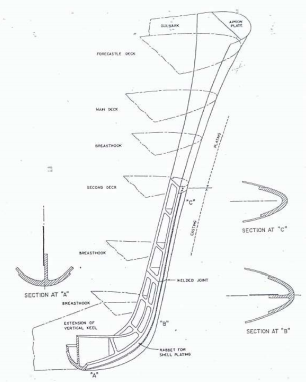 BULWARK
APRON
PLATE
FORECASTLE DECK
MAIN DECK
BREASTHOOK
SECOND DECK
"C"
PLATING
CASTING
SECTION AT "C"
SECTION AT "A"
BREASTHOOK
WELDED JOINT
BREASTHOOK
EXTENSION OF
VERTICAL KEEL
"B"
SECTION AT "B"
RABBET FOR
SHELL PLATING
"A"